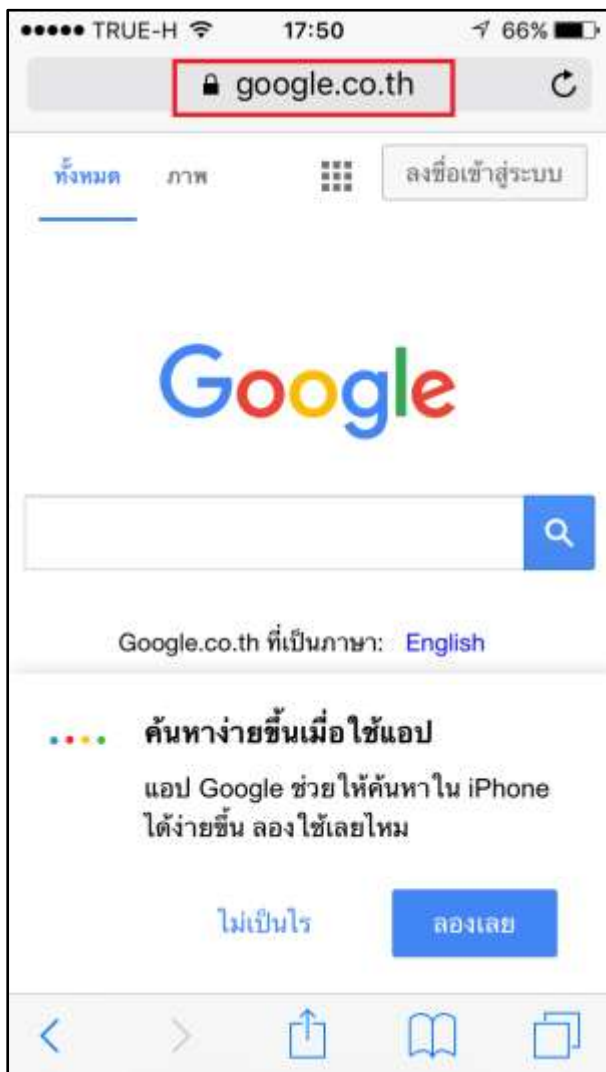 TRUE-H 17:50 66%
google.co.th
ทั้งหมด ภาพ ลงชื่อเข้าสู่ระบบ
Google
Google.co.th ที่เป็นภาษา: English
ค้นหาง่ายขึ้นเมื่อใช้แอป
แอป Google ช่วยให้ค้นหาใน iPhone
ได้ง่ายขึ้น ลองใช้เลยไหม
ไม่เป็นไร ลองเลย